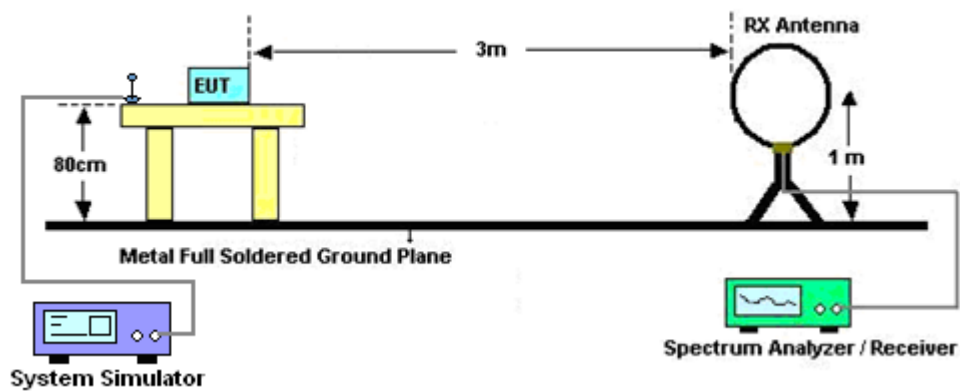 RX Antenna
3m
EUT
80cm
1 m
Metal Full Soldered Ground Plane
Spectrum Analyzer / Receiver
System Simulator